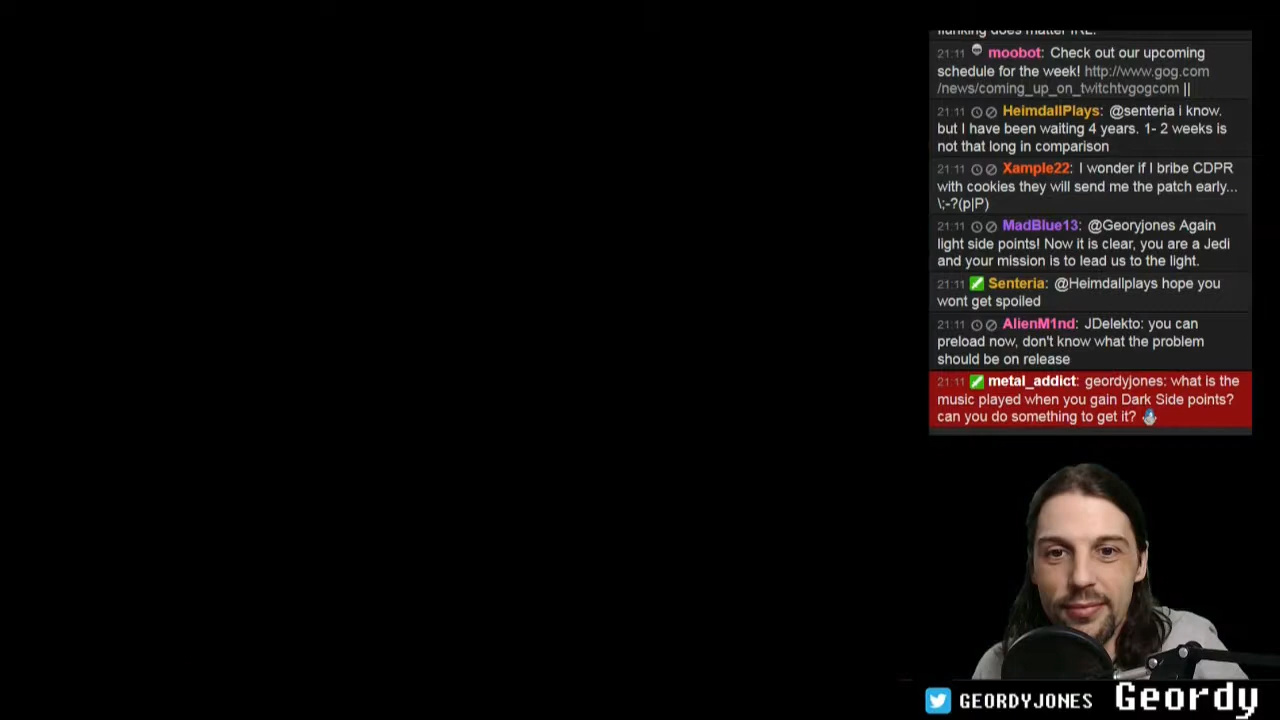 flunking does matter IRL.
21:11 moobot: Check out our upcoming
schedule for the week! http://www.gog.com
/news/coming_up_on_twitchtvgogcom ||
21:11 HeimdallPlays: @senteria i know.
but I have been waiting 4 years. 1- 2 weeks is
not that long in comparison
21:11 Xample22: I wonder if I bribe CDPR
with cookies they will send me the patch early...
\;-?(p|P)
21:11 MadBlue13: @Georyjones Again
light side points! Now it is clear, you are a Jedi
and your mission is to lead us to the light.
21:11 Senteria: @Heimdallplays hope you
wont get spoiled
21:11 AlienM1nd: JDelekto: you can
preload now, don't know what the problem
should be on release
21:11 metal_addict: geordyjones: what is the
music played when you gain Dark Side points?
can you do something to get it?
GEORDYJONES Geordy